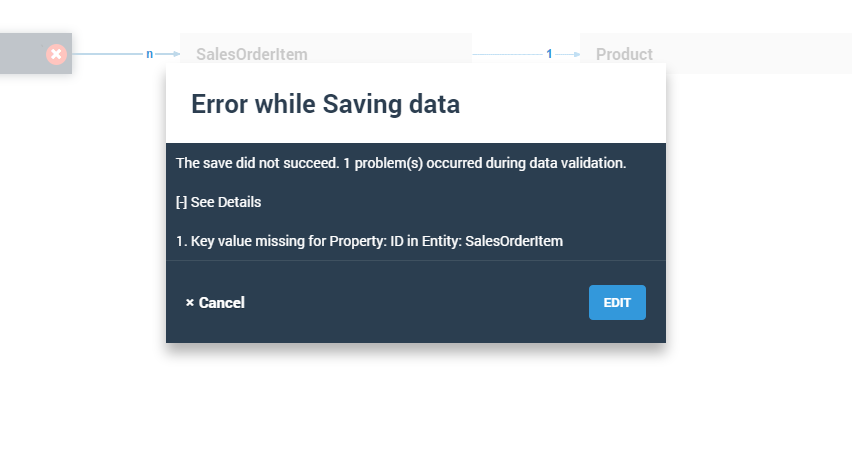 n
SalesOrderItem
1
Product
Error while Saving data
The save did not succeed. 1 problem(s) occurred during data validation.
[-] See Details
1. Key value missing for Property: ID in Entity: SalesOrderItem
× Cancel
EDIT